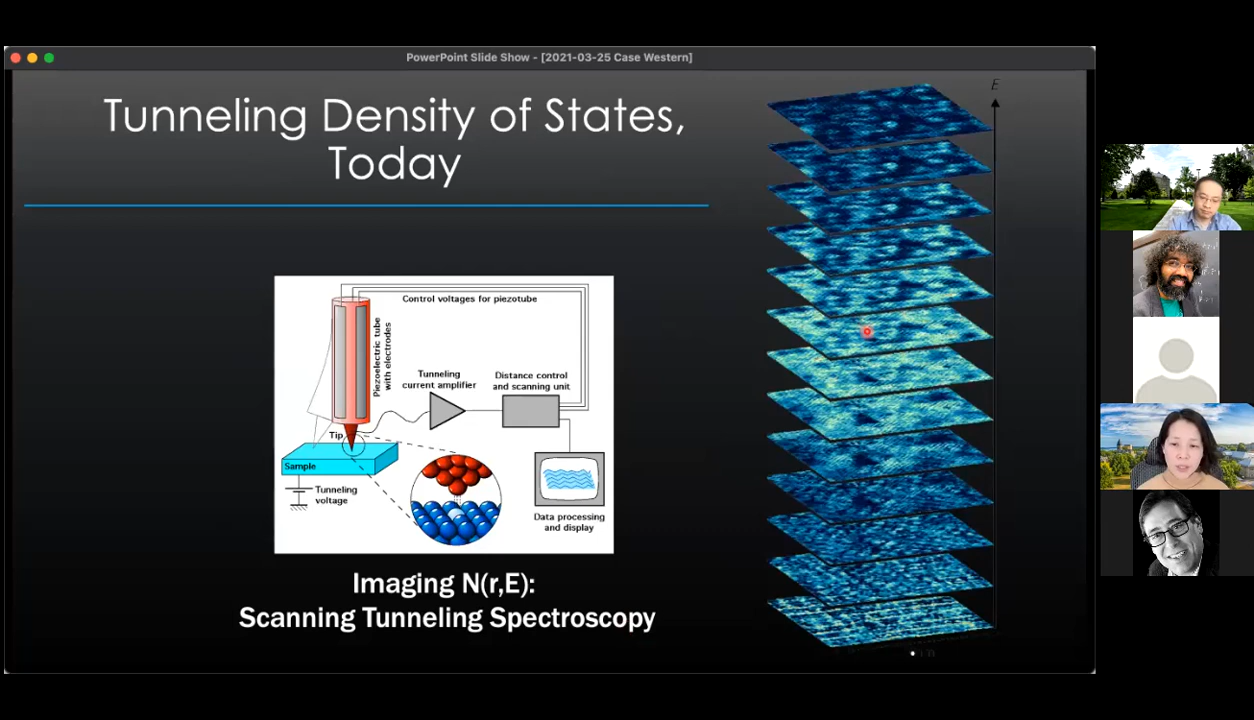 PowerPoint Slide Show - [2021-03-25 Case Western]
Tunneling Density of States,
Today
E
Control voltages for piezotube
Piezoelectric tube
with electrodes
Tunneling
current amplifier
Distance control
and scanning unit
Tip
Sample
Tunneling
voltage
Data processing
and display
Imaging N(r,E):
Scanning Tunneling Spectroscopy